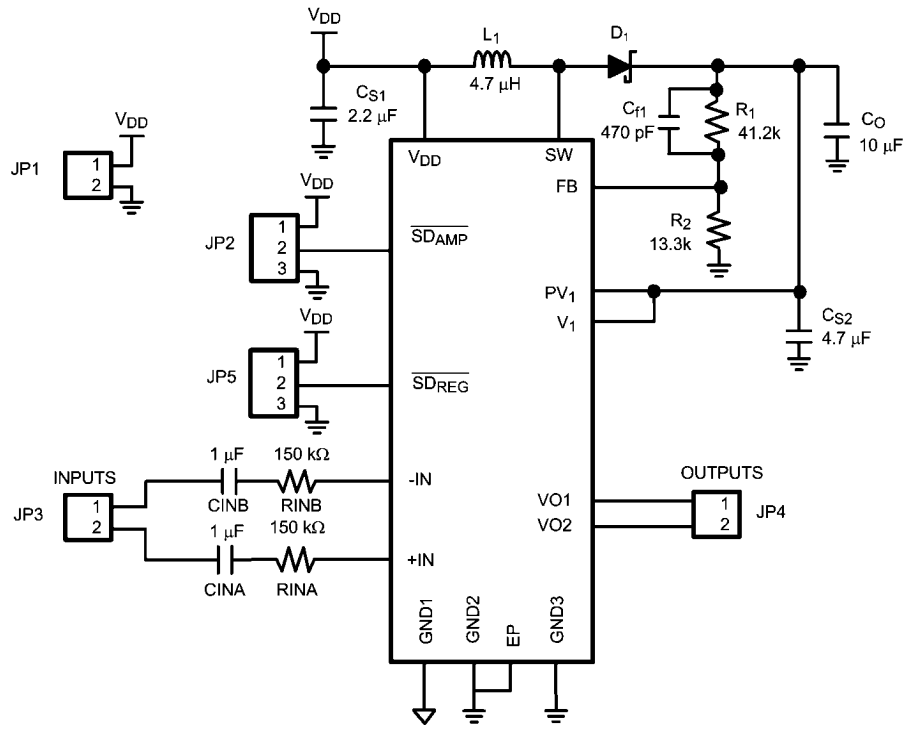 VDD
L1
4.7 μH
D1
CS1
2.2 μF
Cf1
470 pF
R1
41.2k
CO
10 μF
JP1
1
2
VDD
VDD
SW
FB
R2
13.3k
JP2
1
2
3
VDD
SDAMP
PV1
V1
CS2
4.7 μF
JP5
1
2
3
VDD
SDREG
INPUTS
JP3
1
2
1 μF
CINB
150 kΩ
RINB
-IN
1 μF
CINA
150 kΩ
RINA
+IN
VO1
VO2
OUTPUTS
1
2
JP4
GND1
GND2
EP
GND3